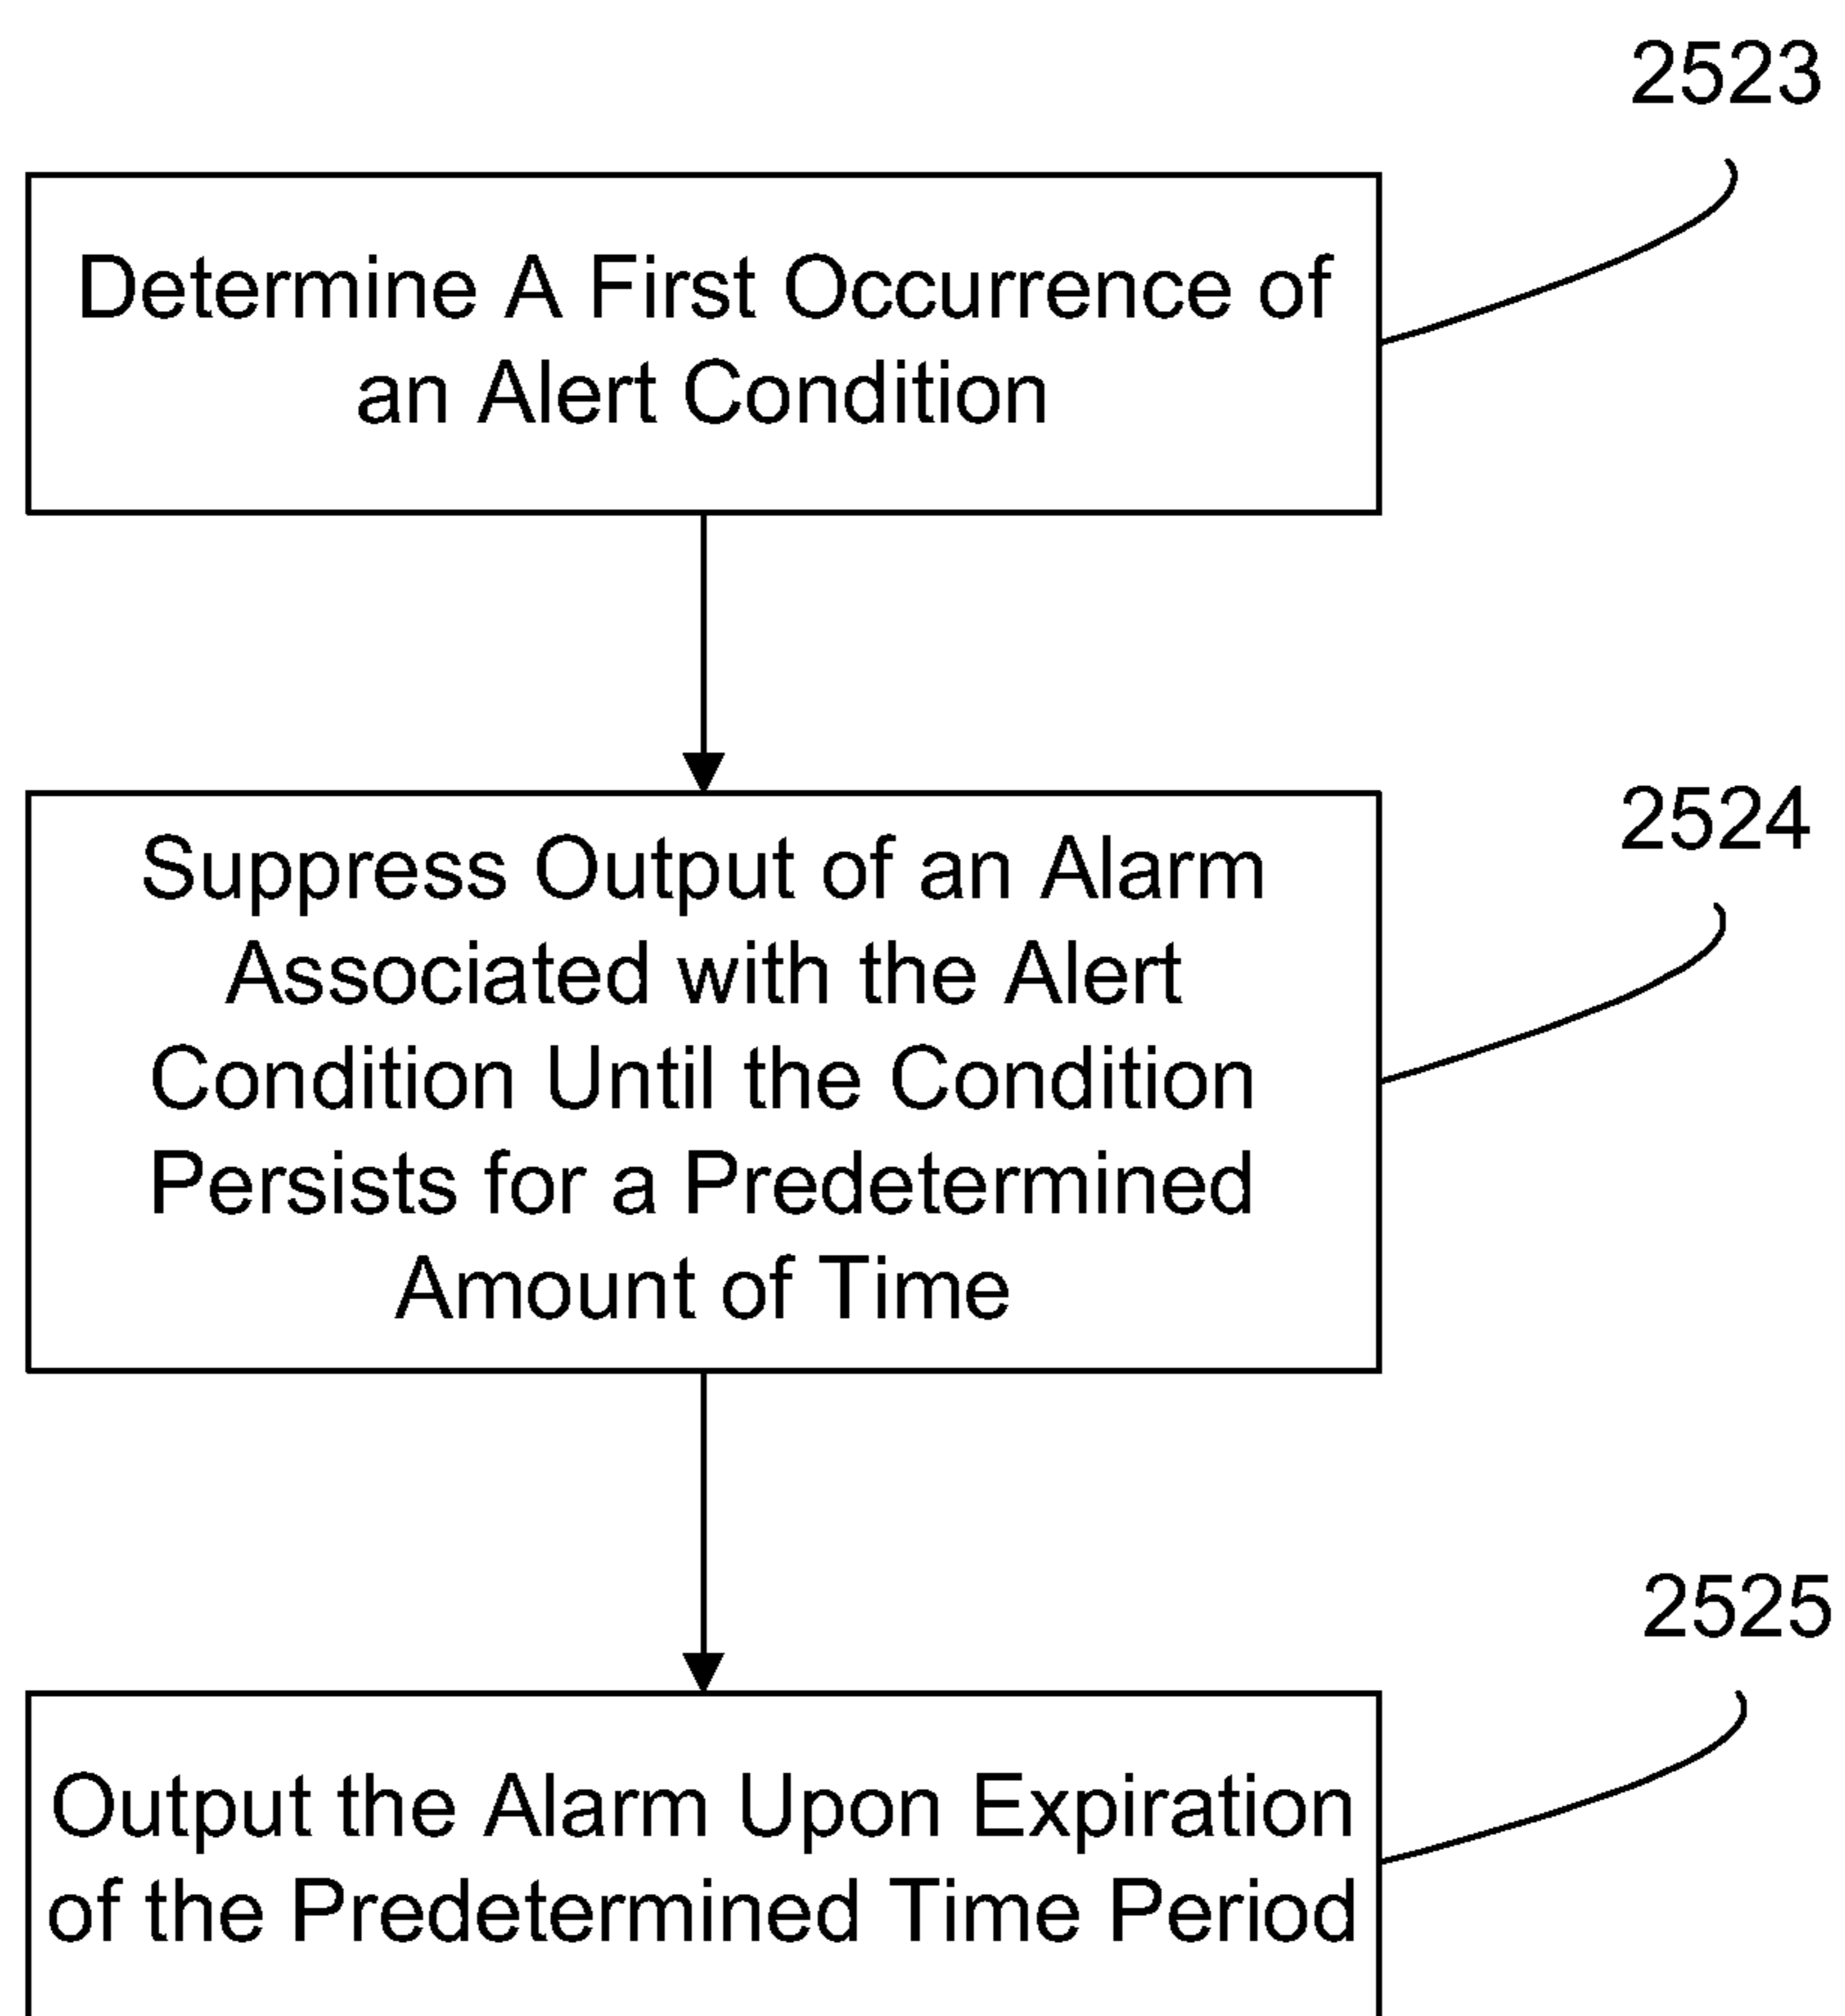 2523
Determine A First Occurrence of
an Alert Condition
2524
Suppress Output of an Alarm
Associated with the Alert
Condition Until the Condition
Persists for a Predetermined
Amount of Time
2525
Output the Alarm Upon Expiration
of the Predetermined Time Period